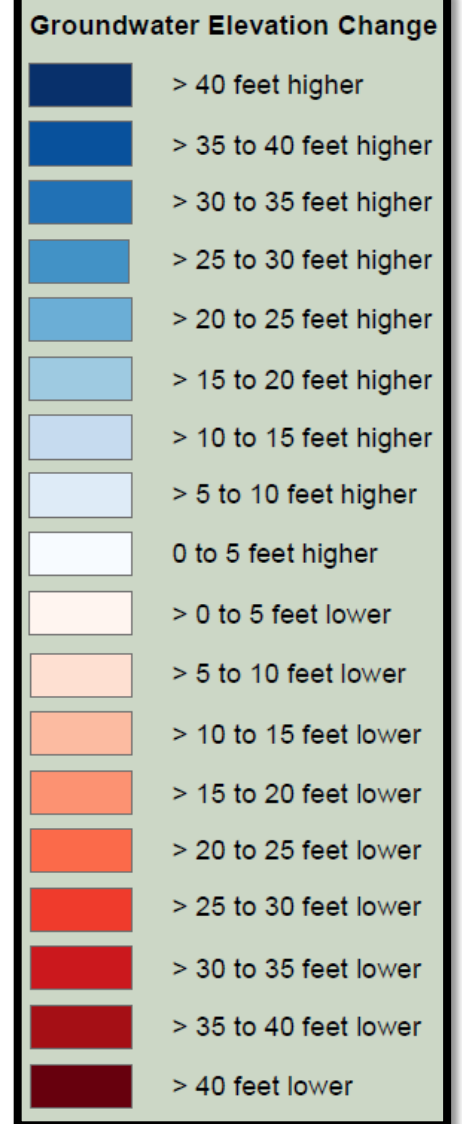 Groundwater Elevation Change
> 40 feet higher
> 35 to 40 feet higher
> 30 to 35 feet higher
> 25 to 30 feet higher
> 20 to 25 feet higher
> 15 to 20 feet higher
> 10 to 15 feet higher
> 5 to 10 feet higher
0 to 5 feet higher
> 0 to 5 feet lower
> 5 to 10 feet lower
> 10 to 15 feet lower
> 15 to 20 feet lower
> 20 to 25 feet lower
> 25 to 30 feet lower
> 30 to 35 feet lower
> 35 to 40 feet lower
> 40 feet lower